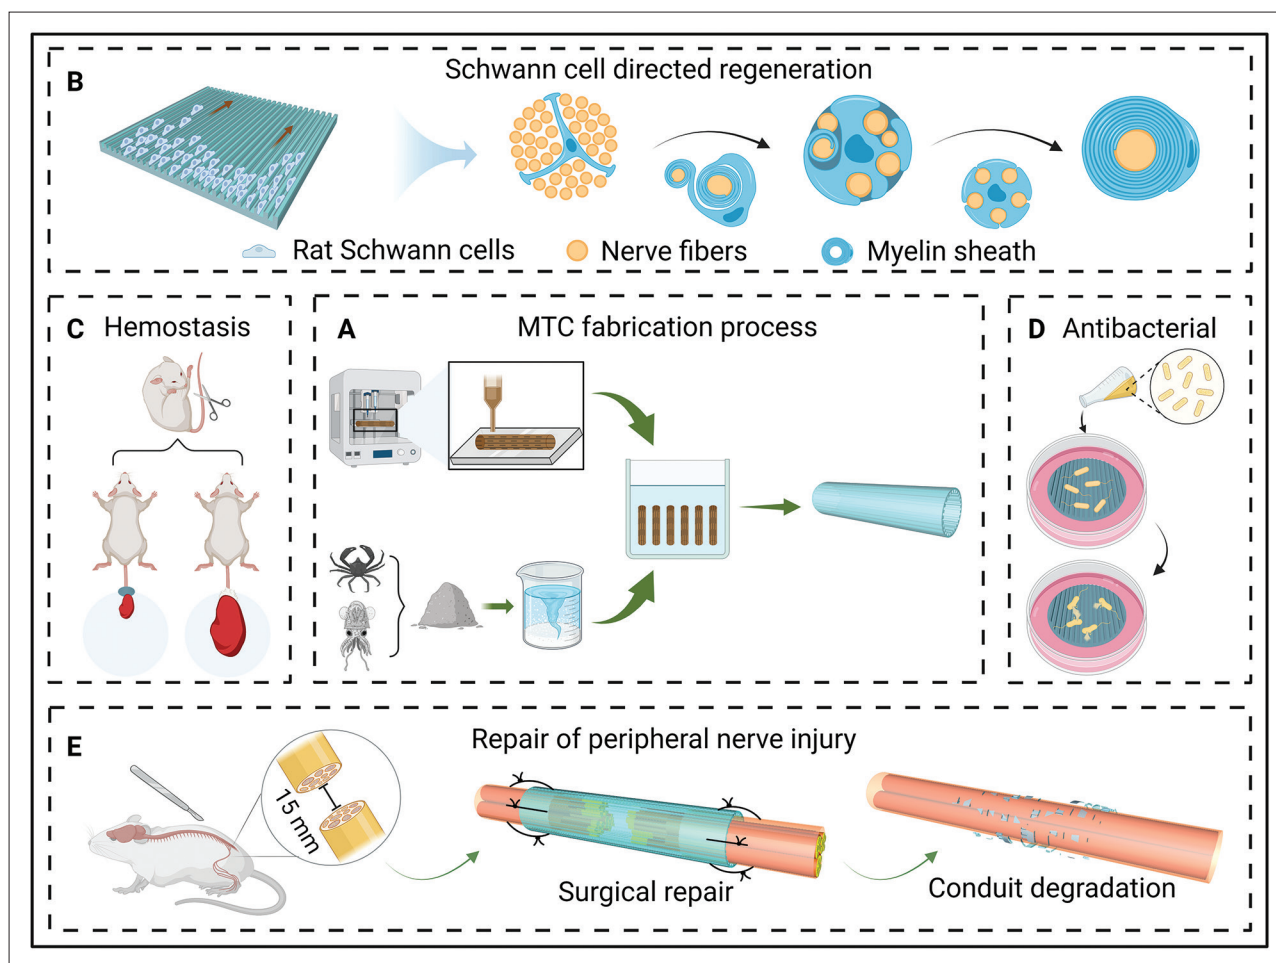 B
Schwann cell directed regeneration
Rat Schwann cells
Nerve fibers
Myelin sheath
C Hemostasis
A
MTC fabrication process
D Antibacterial
E
Repair of peripheral nerve injury
15 mm
Surgical repair
Conduit degradation